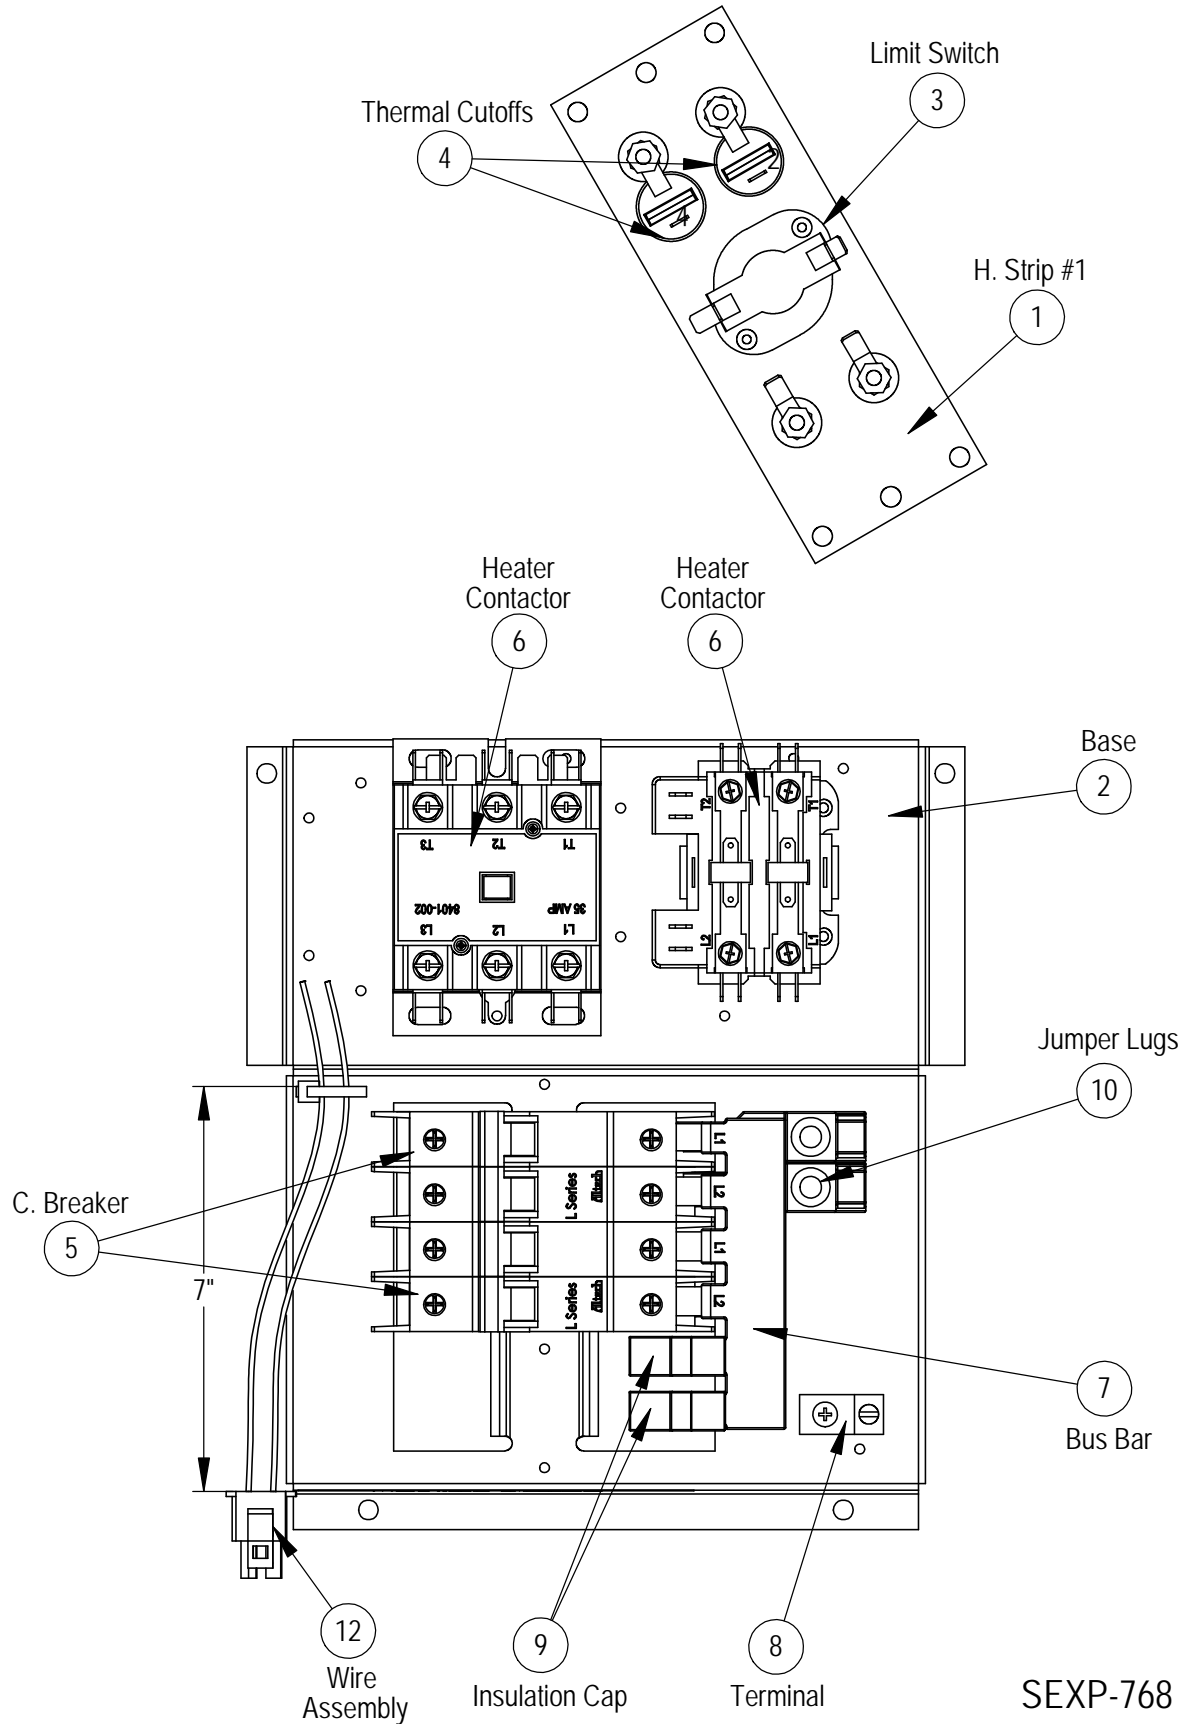 Limit Switch
3
Thermal Cutoffs
4
H. Strip #1
1
Heater
Contactor
6
Heater
Contactor
6
Base
2
T3
T2
T1
T2
T1
8401-002
35 AMP
L3
L2
L1
L2
L1
Jumper Lugs
10
C. Breaker
5
7"
L Series
Altech
L Series
Altech
L1
L2
L1
L2
7
Bus Bar
12
Wire
Assembly
9
Insulation Cap
8
Terminal
SEXP-768